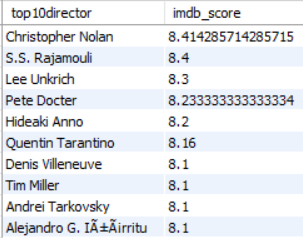 top10director imdb_score
Christopher Nolan 8.414285714285715
S.S. Rajamouli 8.4
Lee Unkrich 8.3
Pete Docter 8.233333333333334
Hideaki Anno 8.2
Quentin Tarantino 8.16
Denis Villeneuve 8.1
Tim Miller 8.1
Andrei Tarkovsky 8.1
Alejandro G. IÃ±Ãirritu 8.1